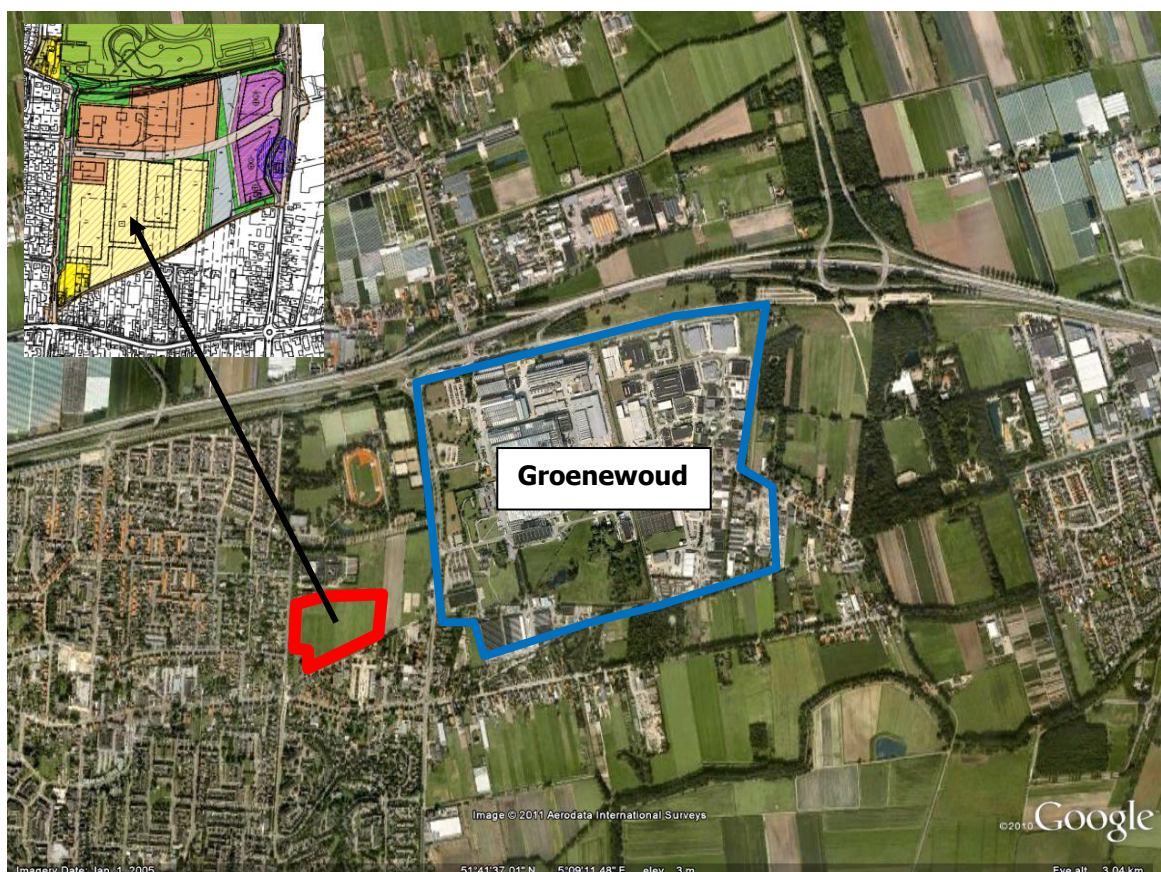 Groenewoud
Image © 2011 Aerodata International Surveys
©2010 Google
Imagery Date: Jan 1, 2005 51°41'37.01" N 5°09'11.48" E elev 3 m Eye alt 3.04 km